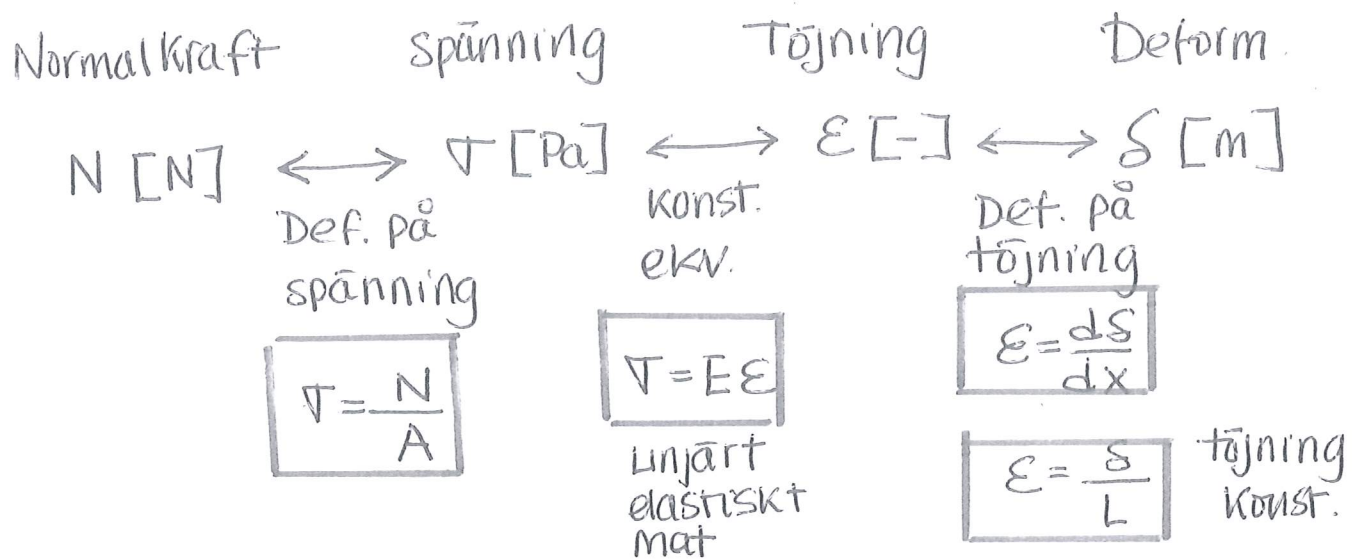 Normalkraft Spänning Töjning Deform.
N [N] ⟷ σ [Pa] ⟷ ε [-] ⟷ δ [m]
Def. på
spänning
σ = N/A
konst.
ekv.
σ = Eε
Linjärt
elastiskt
mat
Def. på
töjning
ε = dδ/dx
ε = δ/L
töjning
konst.